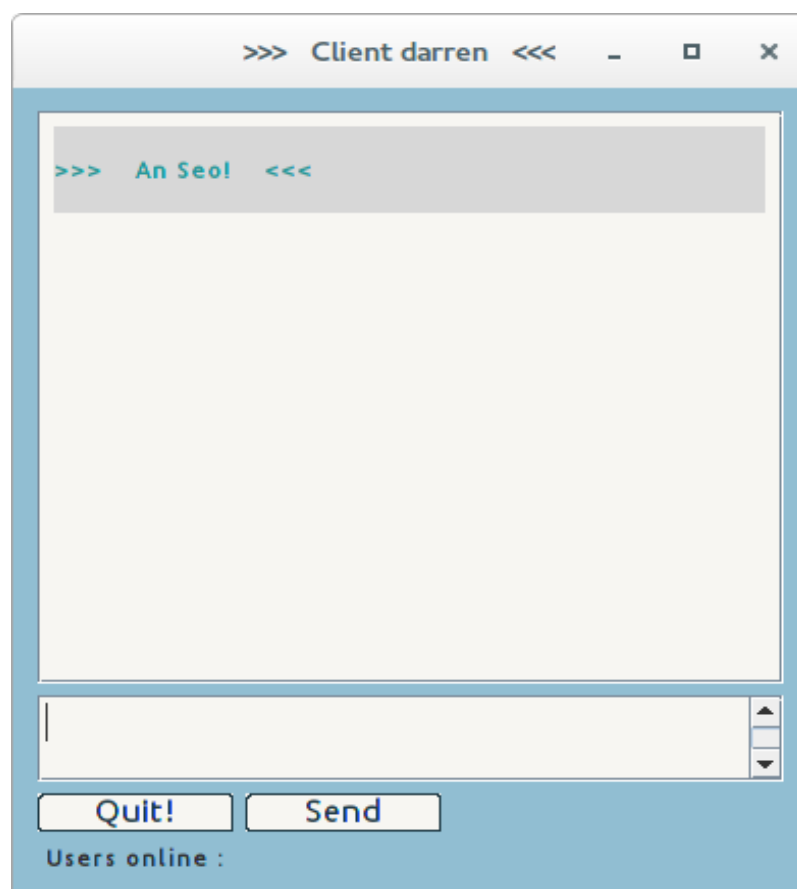 >>> Client darren <<<
>>> An Seo! <<<
Quit! Send
Users online :